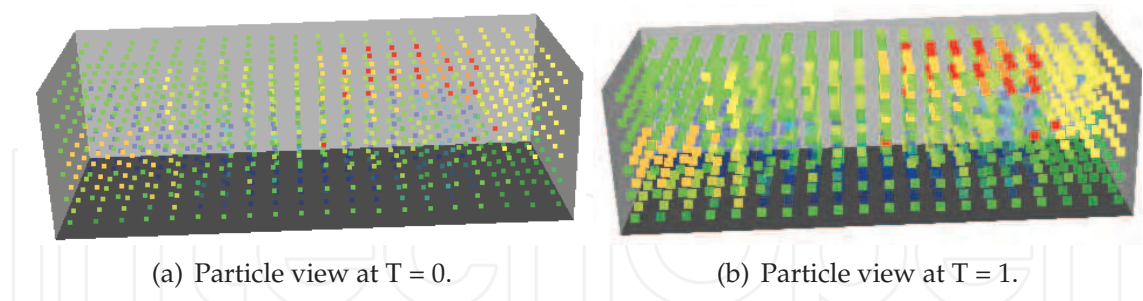 (a) Particle view at T = 0.
(b) Particle view at T = 1.